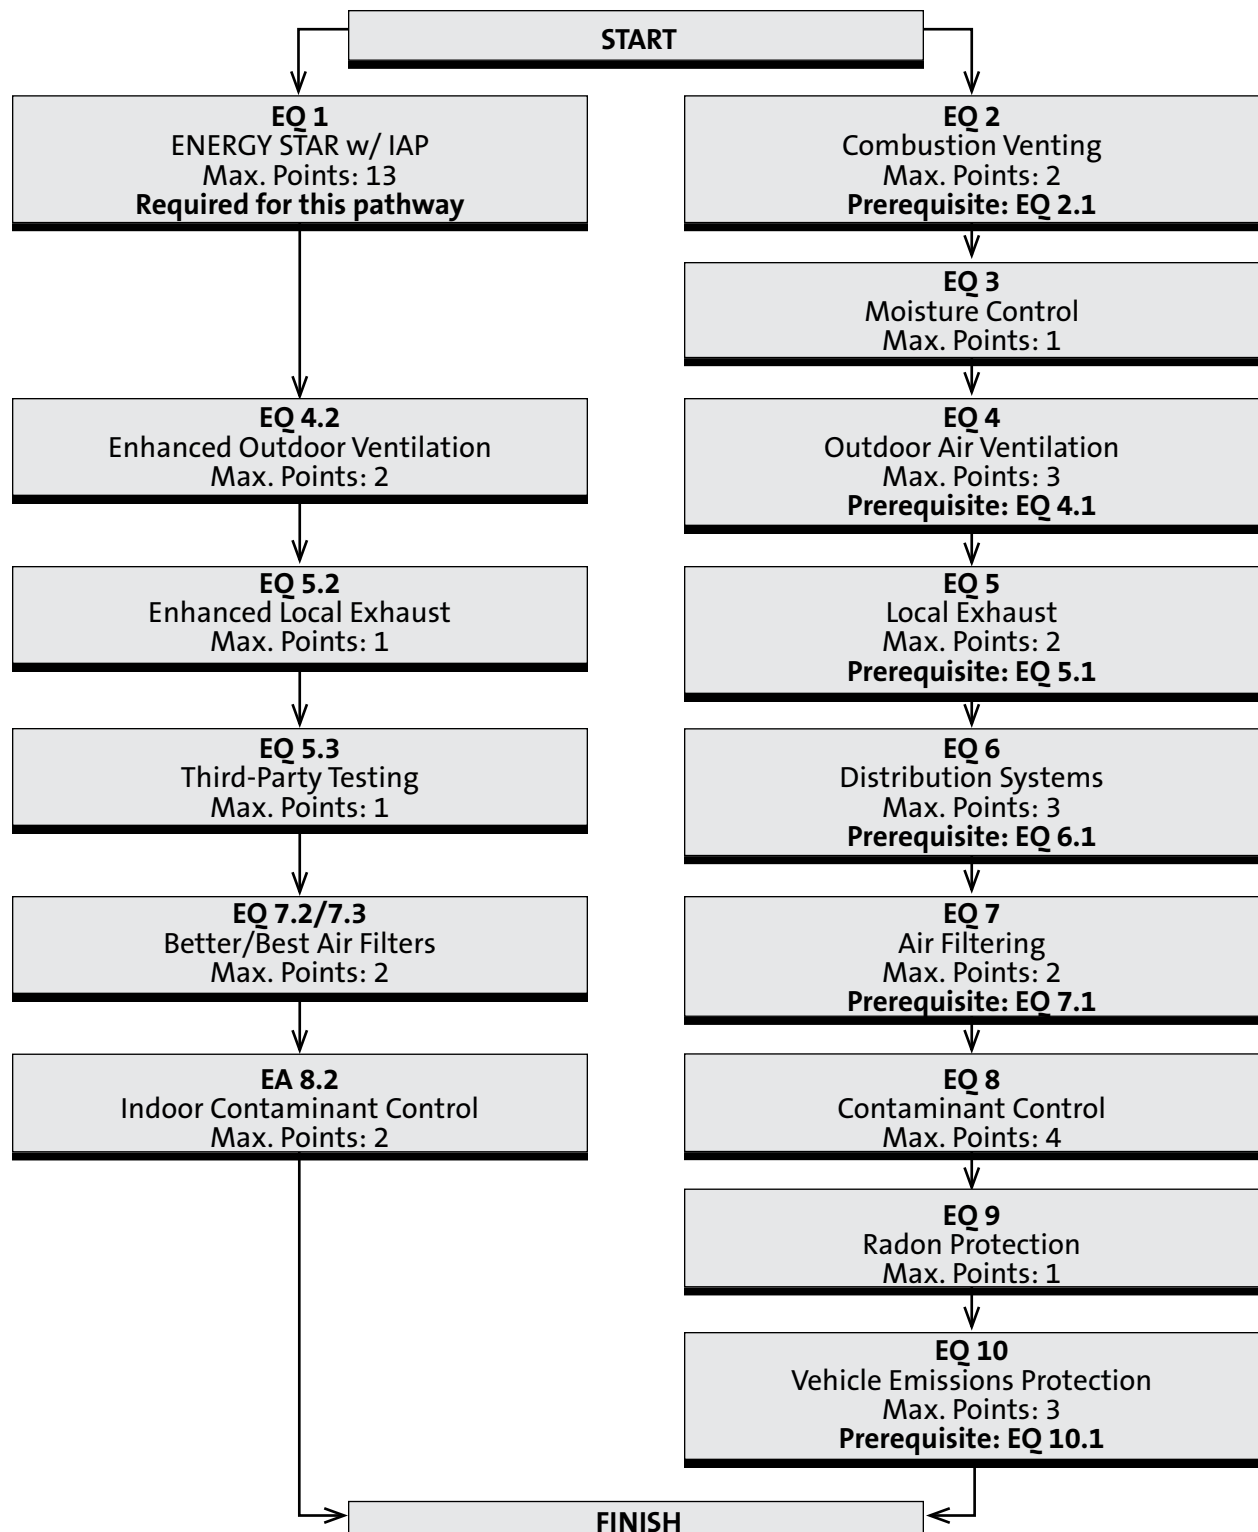 START
EQ 1
ENERGY STAR w/ IAP
Max. Points: 13
Required for this pathway
EQ 4.2
Enhanced Outdoor Ventilation
Max. Points: 2
EQ 5.2
Enhanced Local Exhaust
Max. Points: 1
EQ 5.3
Third-Party Testing
Max. Points: 1
EQ 7.2/7.3
Better/Best Air Filters
Max. Points: 2
EA 8.2
Indoor Contaminant Control
Max. Points: 2
EQ 2
Combustion Venting
Max. Points: 2
Prerequisite: EQ 2.1
EQ 3
Moisture Control
Max. Points: 1
EQ 4
Outdoor Air Ventilation
Max. Points: 3
Prerequisite: EQ 4.1
EQ 5
Local Exhaust
Max. Points: 2
Prerequisite: EQ 5.1
EQ 6
Distribution Systems
Max. Points: 3
Prerequisite: EQ 6.1
EQ 7
Air Filtering
Max. Points: 2
Prerequisite: EQ 7.1
EQ 8
Contaminant Control
Max. Points: 4
EQ 9
Radon Protection
Max. Points: 1
EQ 10
Vehicle Emissions Protection
Max. Points: 3
Prerequisite: EQ 10.1
FINISH